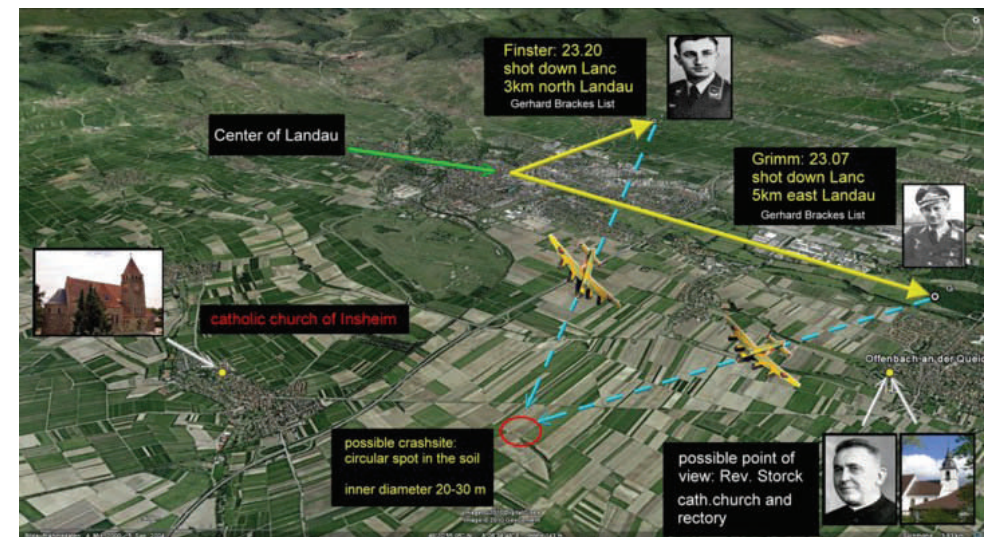 Finster: 23.20
shot down Lanc
3km north Landau
Gerhard Brackes List
Center of Landau
Grimm: 23.07
shot down Lanc
5km east Landau
Gerhard Brackes List
catholic church of Insheim
Offenbach an der Queich
possible crashsite:
circular spot in the soil
inner diameter 20-30 m
possible point of
view: Rev. Storck
cath.church and
rectory